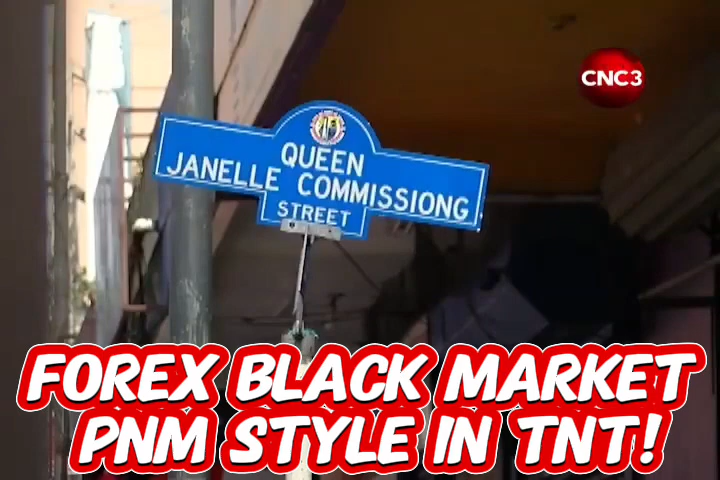 CNC3
QUEEN
JANELLE COMMISSIONG
STREET
FOREX BLACK MARKET
PNM STYLE IN TNT!